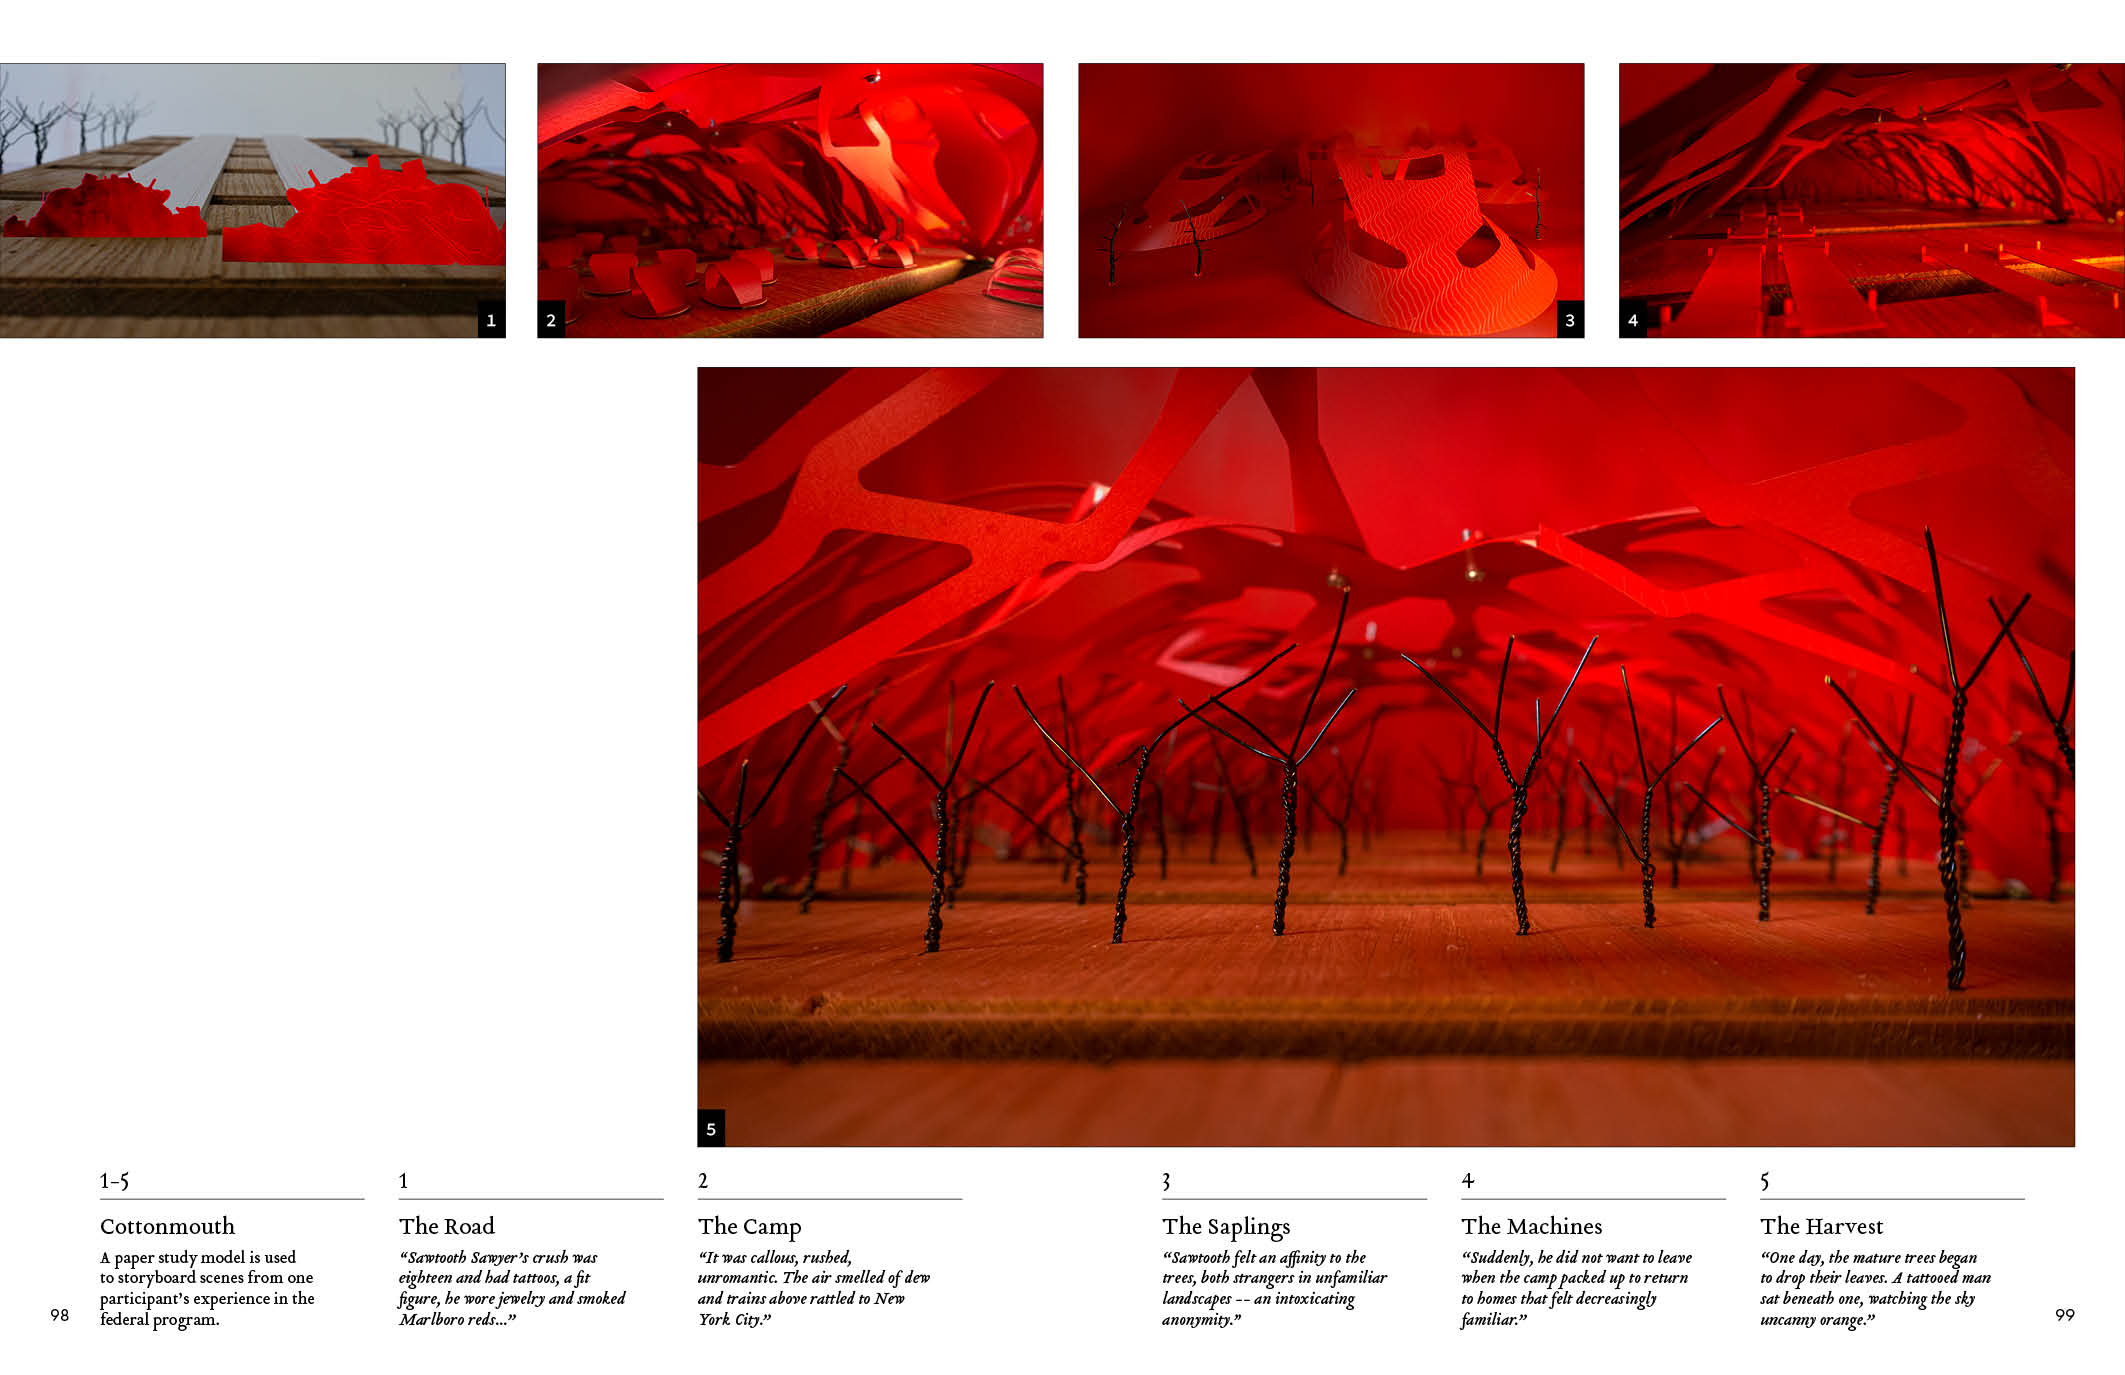 1
2
3
4
5
1–5
Cottonmouth
A paper study model is used
to storyboard scenes from one
participant’s experience in the
federal program.
1
The Road
“Sawtooth Sawyer’s crush was
eighteen and had tattoos, a fit
figure, he wore jewelry and smoked
Marlboro reds...”
2
The Camp
“It was callous, rushed,
unromantic. The air smelled of dew
and trains above rattled to New
York City.”
3
The Saplings
“Sawtooth felt an affinity to the
trees, both strangers in unfamiliar
landscapes -- an intoxicating
anonymity.”
4
The Machines
“Suddenly, he did not want to leave
when the camp packed up to return
to homes that felt decreasingly
familiar.”
5
The Harvest
“One day, the mature trees began
to drop their leaves. A tattooed man
sat beneath one, watching the sky
uncanny orange.”
98
99